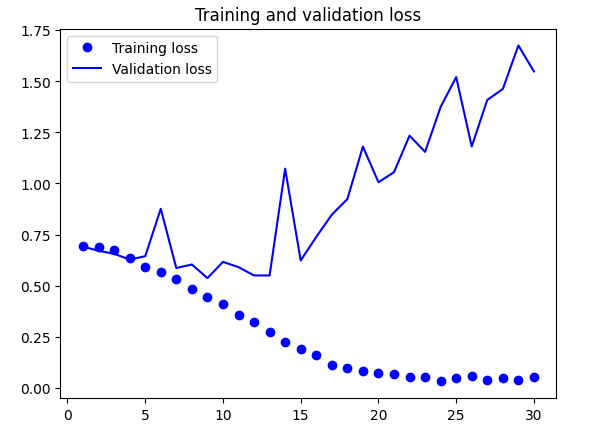 Training and validation loss
1.75
Training loss
Validation loss
1.50
1.25
1.00
0.75
0.50
0.25
0.00
0 5 10 15 20 25 30